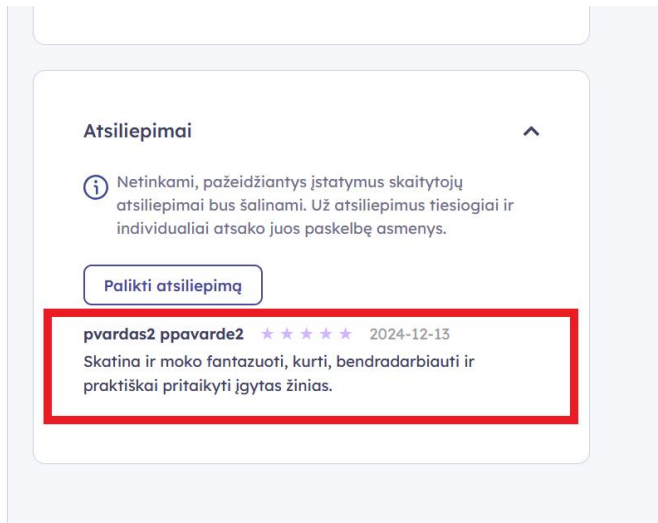 Atsiliepimai
Netinkami, pažeidžiantys įstatymus skaitytojų
atsiliepimai bus šalinami. Už atsiliepimus tiesiogiai ir
individualiai atsako juos paskelbę asmenys.
Palikti atsiliepimą
pvardas2 ppavarde2 ★ ★ ★ ★ ★ 2024-12-13
Skatina ir moko fantazuoti, kurti, bendradarbiauti ir
praktiškai pritaikyti įgytas žinias.